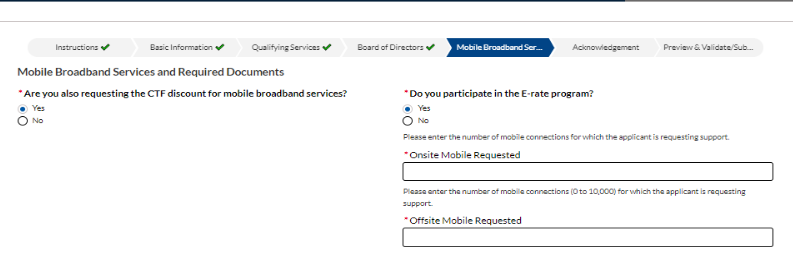 Instructions ✔ Basic Information ✔ Qualifying Services ✔ Board of Directors ✔ Mobile Broadband Ser... Acknowledgement Preview & Validate/Sub...
Mobile Broadband Services and Required Documents
* Are you also requesting the CTF discount for mobile broadband services?
Yes
No
* Do you participate in the E-rate program?
Yes
No
Please enter the number of mobile connections for which the applicant is requesting support.
* Onsite Mobile Requested
Please enter the number of mobile connections (0 to 10,000) for which the applicant is requesting
support.
* Offsite Mobile Requested